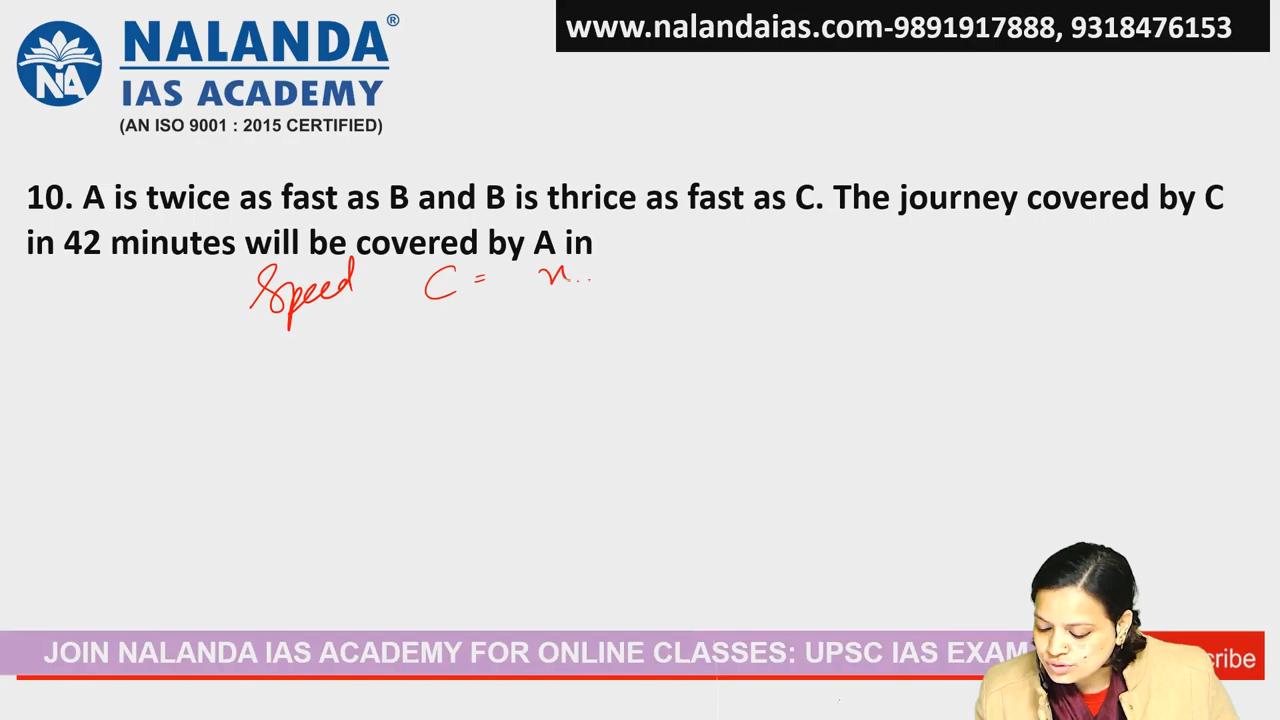 NALANDA®
IAS ACADEMY
(AN ISO 9001 : 2015 CERTIFIED)
NIA
www.nalandaias.com-9891917888, 9318476153
10. A is twice as fast as B and B is thrice as fast as C. The journey covered by C
in 42 minutes will be covered by A in
Speed C = x..
JOIN NALANDA IAS ACADEMY FOR ONLINE CLASSES: UPSC IAS EXAM
cribe